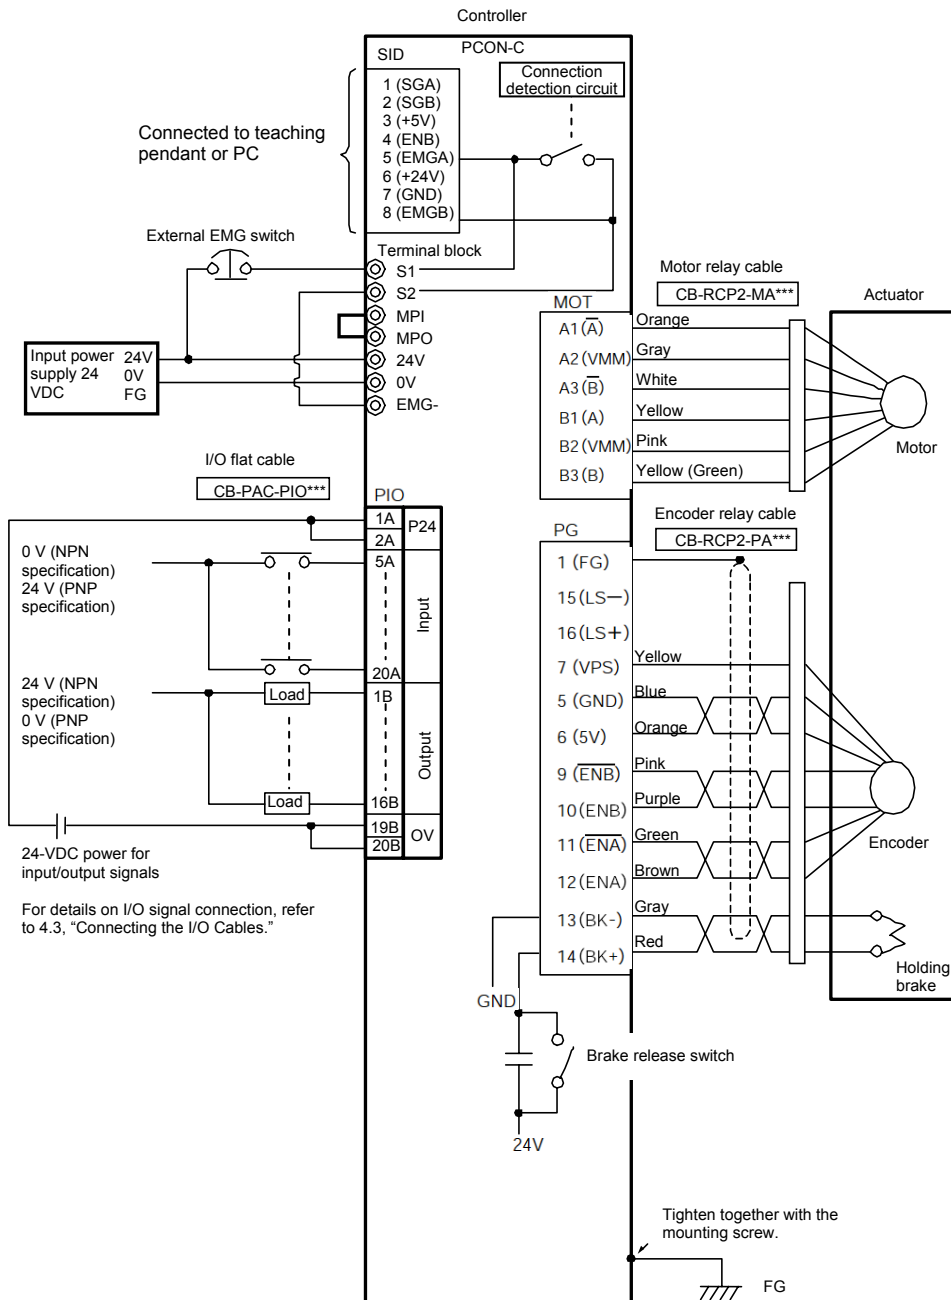 Controller
PCON-C
SID
Connection
detection circuit
1 (SGA)
2 (SGB)
3 (+5V)
4 (ENB)
5 (EMGA)
6 (+24V)
7 (GND)
8 (EMGB)
Connected to teaching
pendant or PC
External EMG switch
Terminal block
S1
S2
MPI
MPO
24V
0V
EMG-
Input power
supply 24
VDC
24V
0V
FG
Motor relay cable
CB-RCP2-MA***
Actuator
MOT
A1(A̅)
A2(VMM)
A3(B̅)
B1(A)
B2(VMM)
B3(B)
Orange
Gray
White
Yellow
Pink
Yellow (Green)
Motor
I/O flat cable
CB-PAC-PIO***
PIO
1A
2A
P24
5A
20A
Input
1B
16B
Output
19B
20B
OV
0 V (NPN
specification)
24 V (PNP
specification)
24 V (NPN
specification)
0 V (PNP
specification)
Load
Load
24-VDC power for
input/output signals
For details on I/O signal connection, refer
to 4.3, “Connecting the I/O Cables.”
Encoder relay cable
CB-RCP2-PA***
PG
1 (FG)
15(LS−)
16(LS+)
7 (VPS)
5 (GND)
6 (5V)
9 (E̅N̅B̅)
10(ENB)
11(E̅N̅A̅)
12(ENA)
13(BK-)
14(BK+)
Yellow
Blue
Orange
Pink
Purple
Green
Brown
Gray
Red
Encoder
Holding
brake
GND
Brake release switch
24V
Tighten together with the
mounting screw.
FG